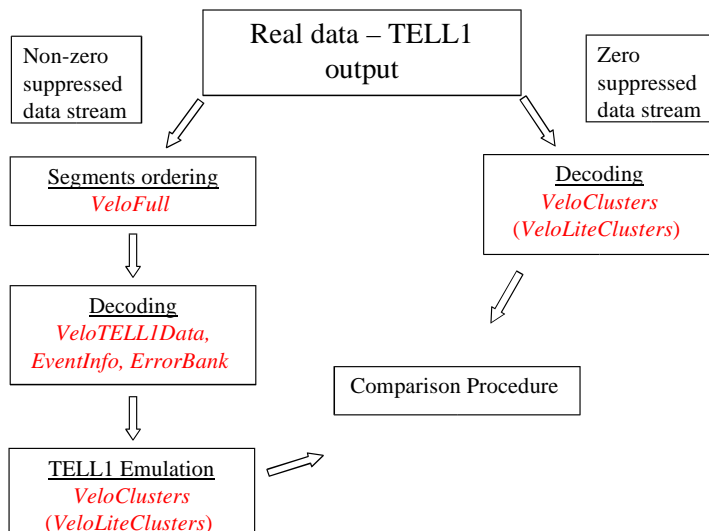 Real data – TELL1
output
Non-zero
suppressed
data stream
Zero
suppressed
data stream
Segments ordering
VeloFull
Decoding
VeloClusters
(VeloLiteClusters)
Decoding
VeloTELL1Data,
EventInfo, ErrorBank
Comparison Procedure
TELL1 Emulation
VeloClusters
(VeloLiteClusters)